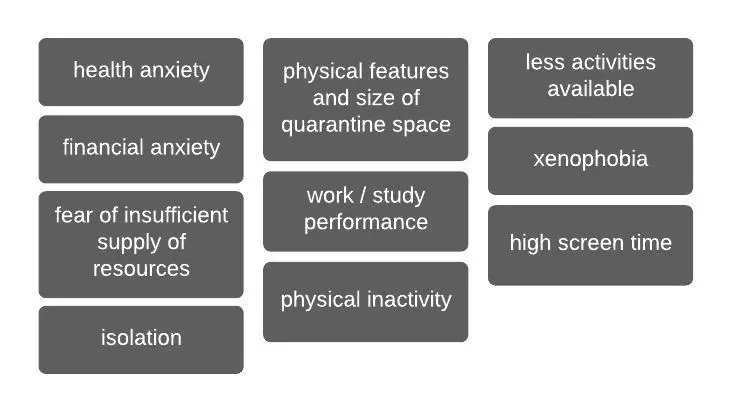 health anxiety
financial anxiety
fear of insufficient
supply of
resources
isolation
physical features
and size of
quarantine space
work / study
performance
physical inactivity
less activities
available
xenophobia
high screen time